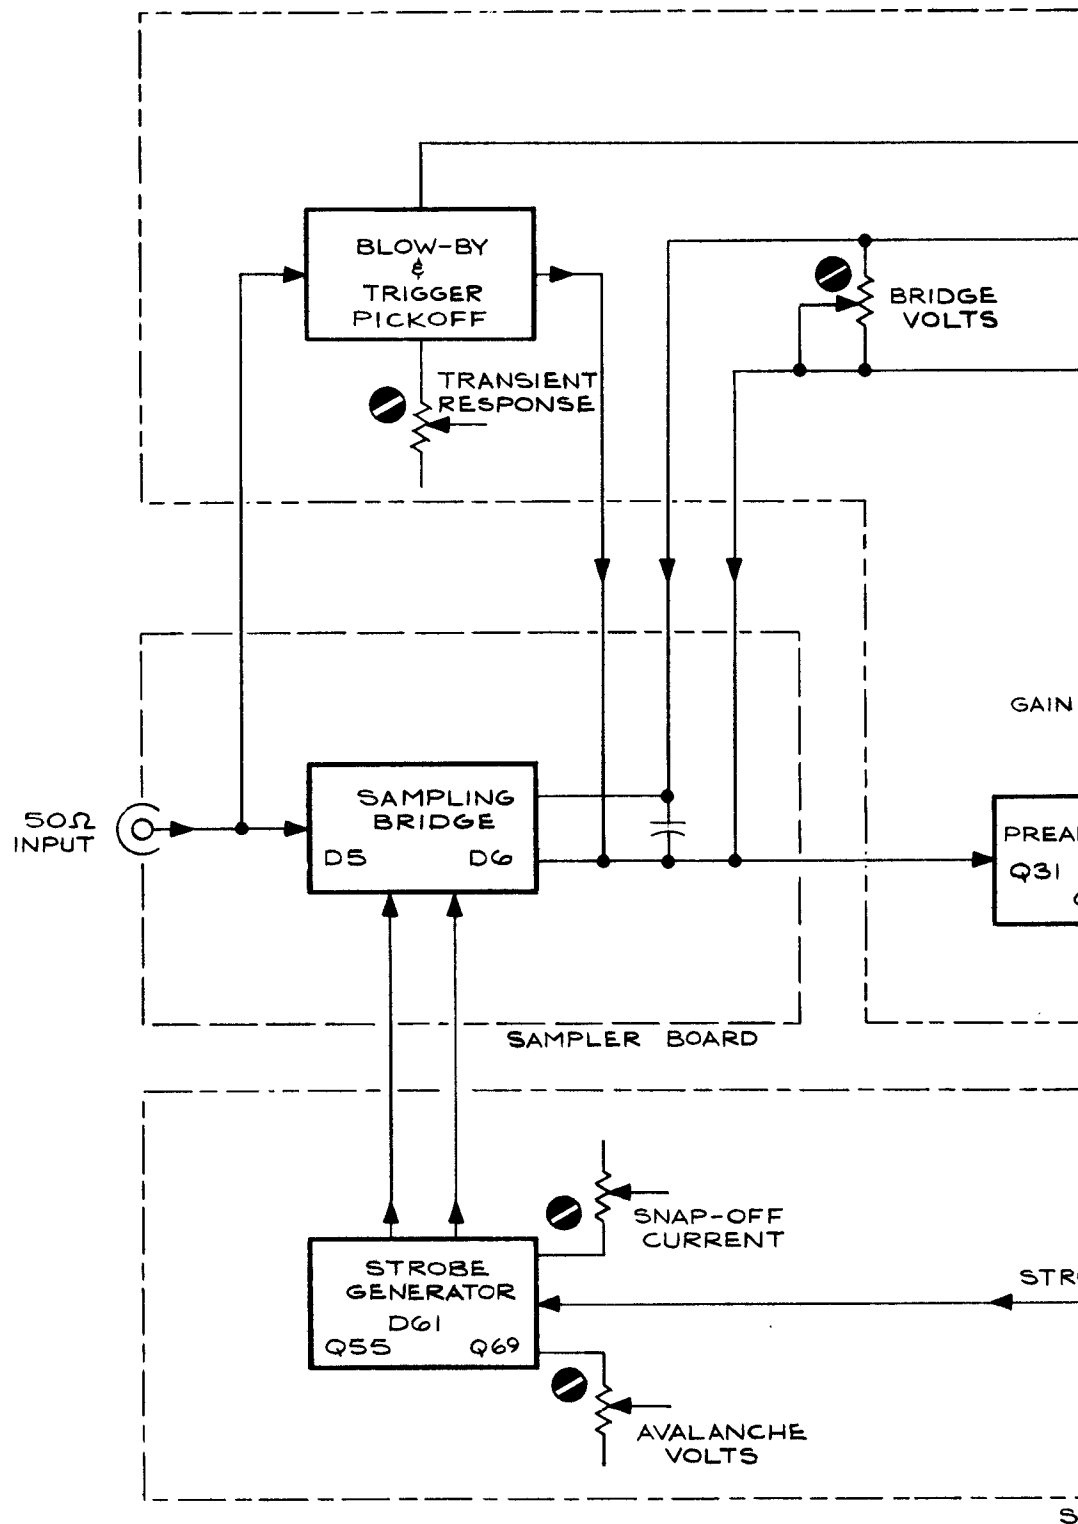 BLOW-BY
&
TRIGGER
PICKOFF
BRIDGE
VOLTS
TRANSIENT
RESPONSE
GAIN
50Ω
INPUT
SAMPLING
BRIDGE
D5 D6
Q31
SAMPLER BOARD
SNAP-OFF
CURRENT
STROBE
GENERATOR
D61
Q55 Q69
AVALANCHE
VOLTS